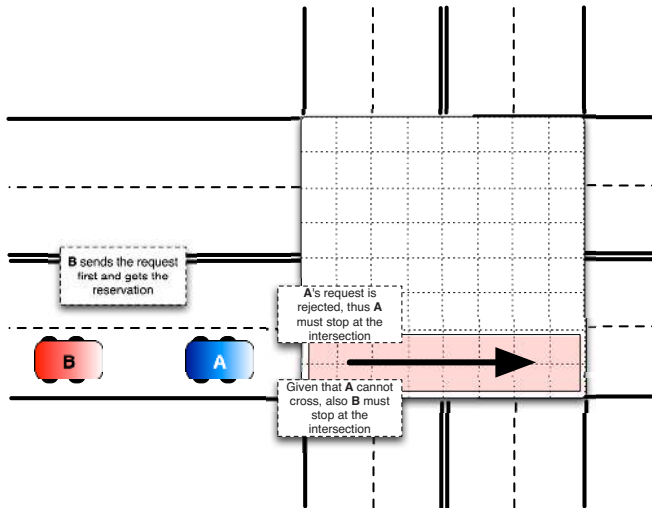 B sends the request
first and gets the
reservation
A's request is
rejected, thus A
must stop at the
intersection
B
A
Given that A cannot
cross, also B must
stop at the
intersection